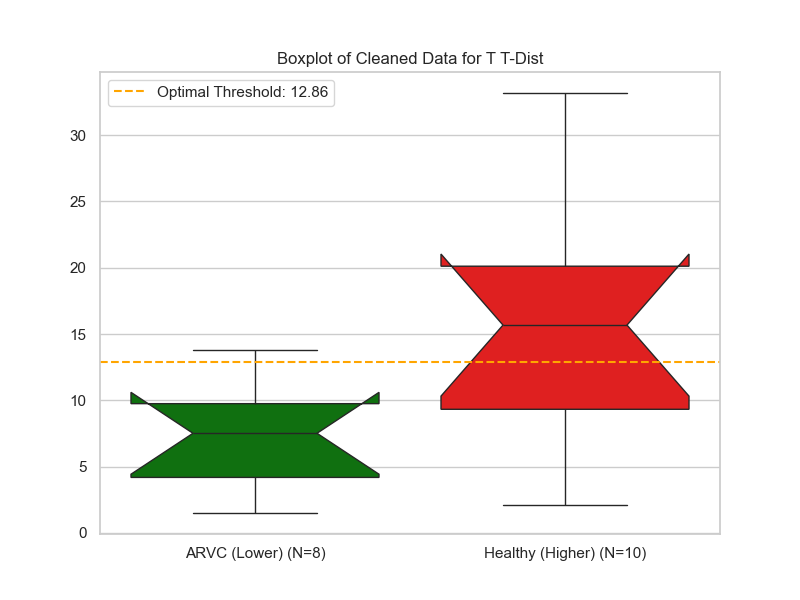 Boxplot of Cleaned Data for T T-Dist
Optimal Threshold: 12.86
30
25
20
15
10
5
0
ARVC (Lower) (N=8)
Healthy (Higher) (N=10)